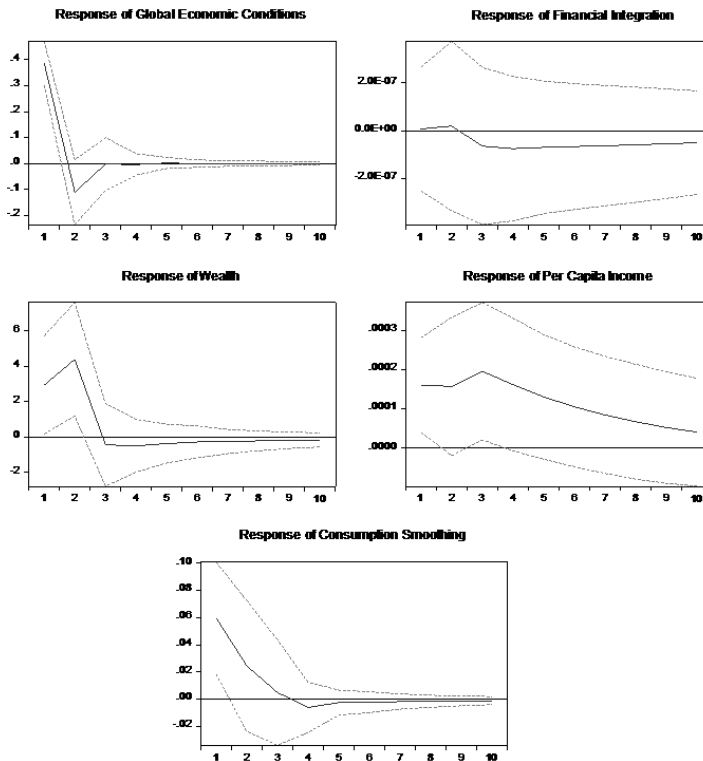 Response of Global Economic Conditions
.4
.3
.2
.1
.0
-.1
-.2
1 2 3 4 5 6 7 8 9 10
Response of Financial Integration
2.0E-07
0.0E+00
-2.0E-07
1 2 3 4 5 6 7 8 9 10
Response of Wealth
6
4
2
0
-2
1 2 3 4 5 6 7 8 9 10
Response of Per Capita Income
.0003
.0002
.0001
.0000
1 2 3 4 5 6 7 8 9 10
Response of Consumption Smoothing
.10
.08
.06
.04
.02
.00
-.02
1 2 3 4 5 6 7 8 9 10